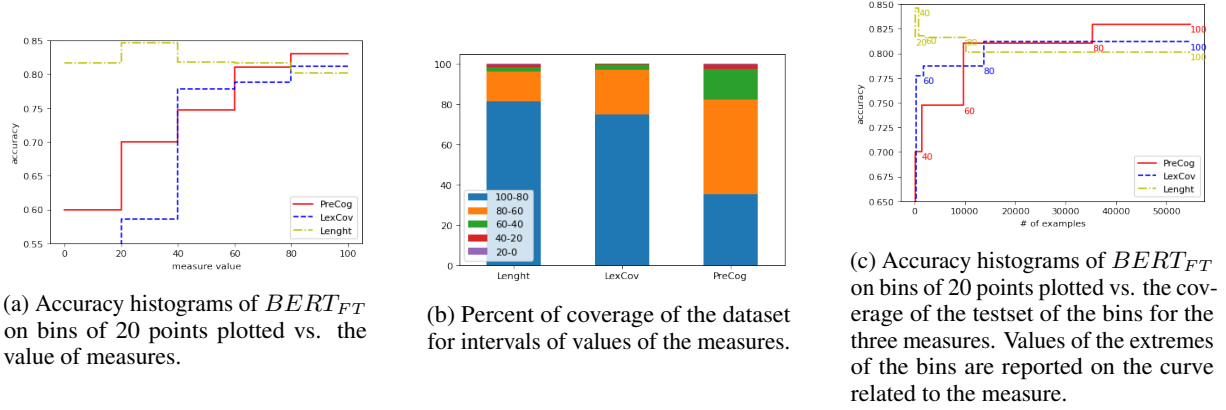 0.85
0.80
0.75
0.70
0.65
0.60
0.55
accuracy
0
20
40
60
80
100
measure value
PreCog
LexCov
Lenght
(a) Accuracy histograms of BERT_FT
on bins of 20 points plotted vs. the
value of measures.
100
80
60
40
20
0
100-80
80-60
60-40
40-20
20-0
Lenght
LexCov
PreCog
(b) Percent of coverage of the dataset
for intervals of values of the measures.
0.850
0.825
0.800
0.775
0.750
0.725
0.700
0.675
0.650
accuracy
40
20
60
80
100
60
80
100
40
60
80
100
PreCog
LexCov
Lenght
0
10000
20000
30000
40000
50000
# of examples
(c) Accuracy histograms of BERT_FT
on bins of 20 points plotted vs. the cov-
erage of the testset of the bins for the
three measures. Values of the extremes
of the bins are reported on the curve
related to the measure.